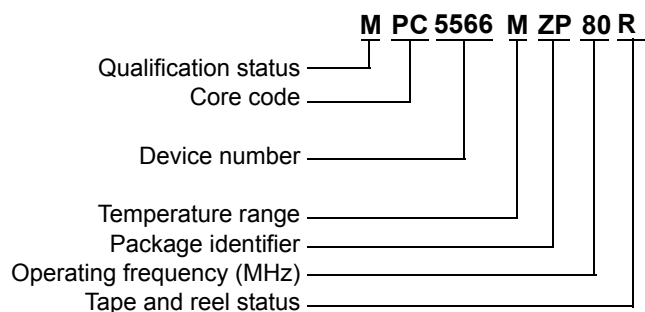 M PC 5566 M ZP 80 R
Qualification status
Core code
Device number
Temperature range
Package identifier
Operating frequency (MHz)
Tape and reel status